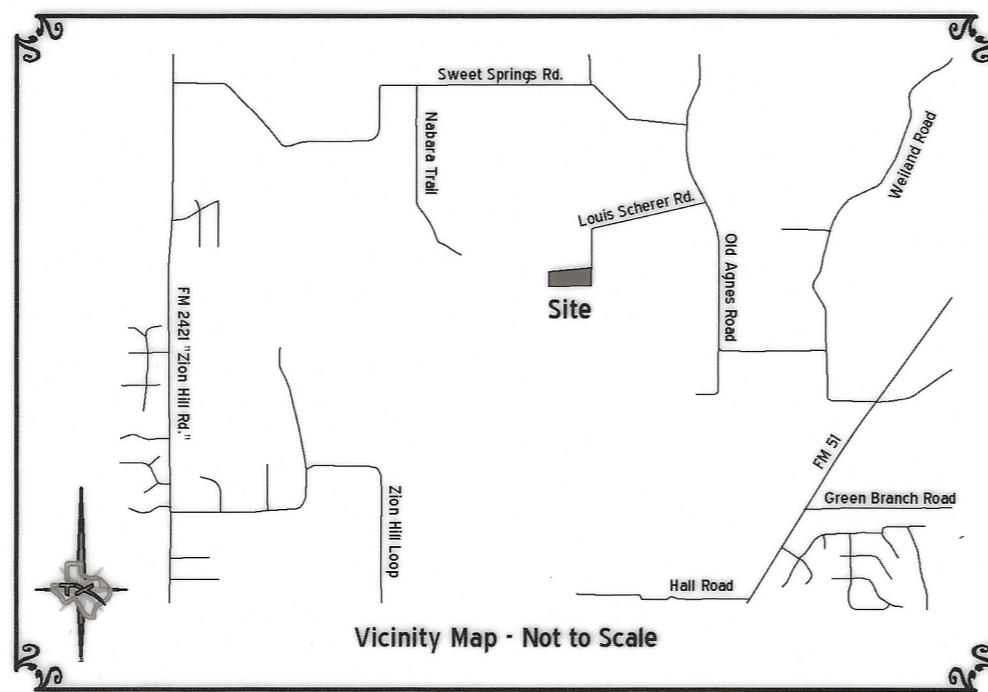 Sweet Springs Rd.
Nabara Trail
Weiland Road
Louis Scherer Rd.
Old Agnes Road
Site
FM 2421 "Zion Hill Rd."
FM 51
Zion Hill Loop
Green Branch Road
TX
Hall Road
Vicinity Map - Not to Scale